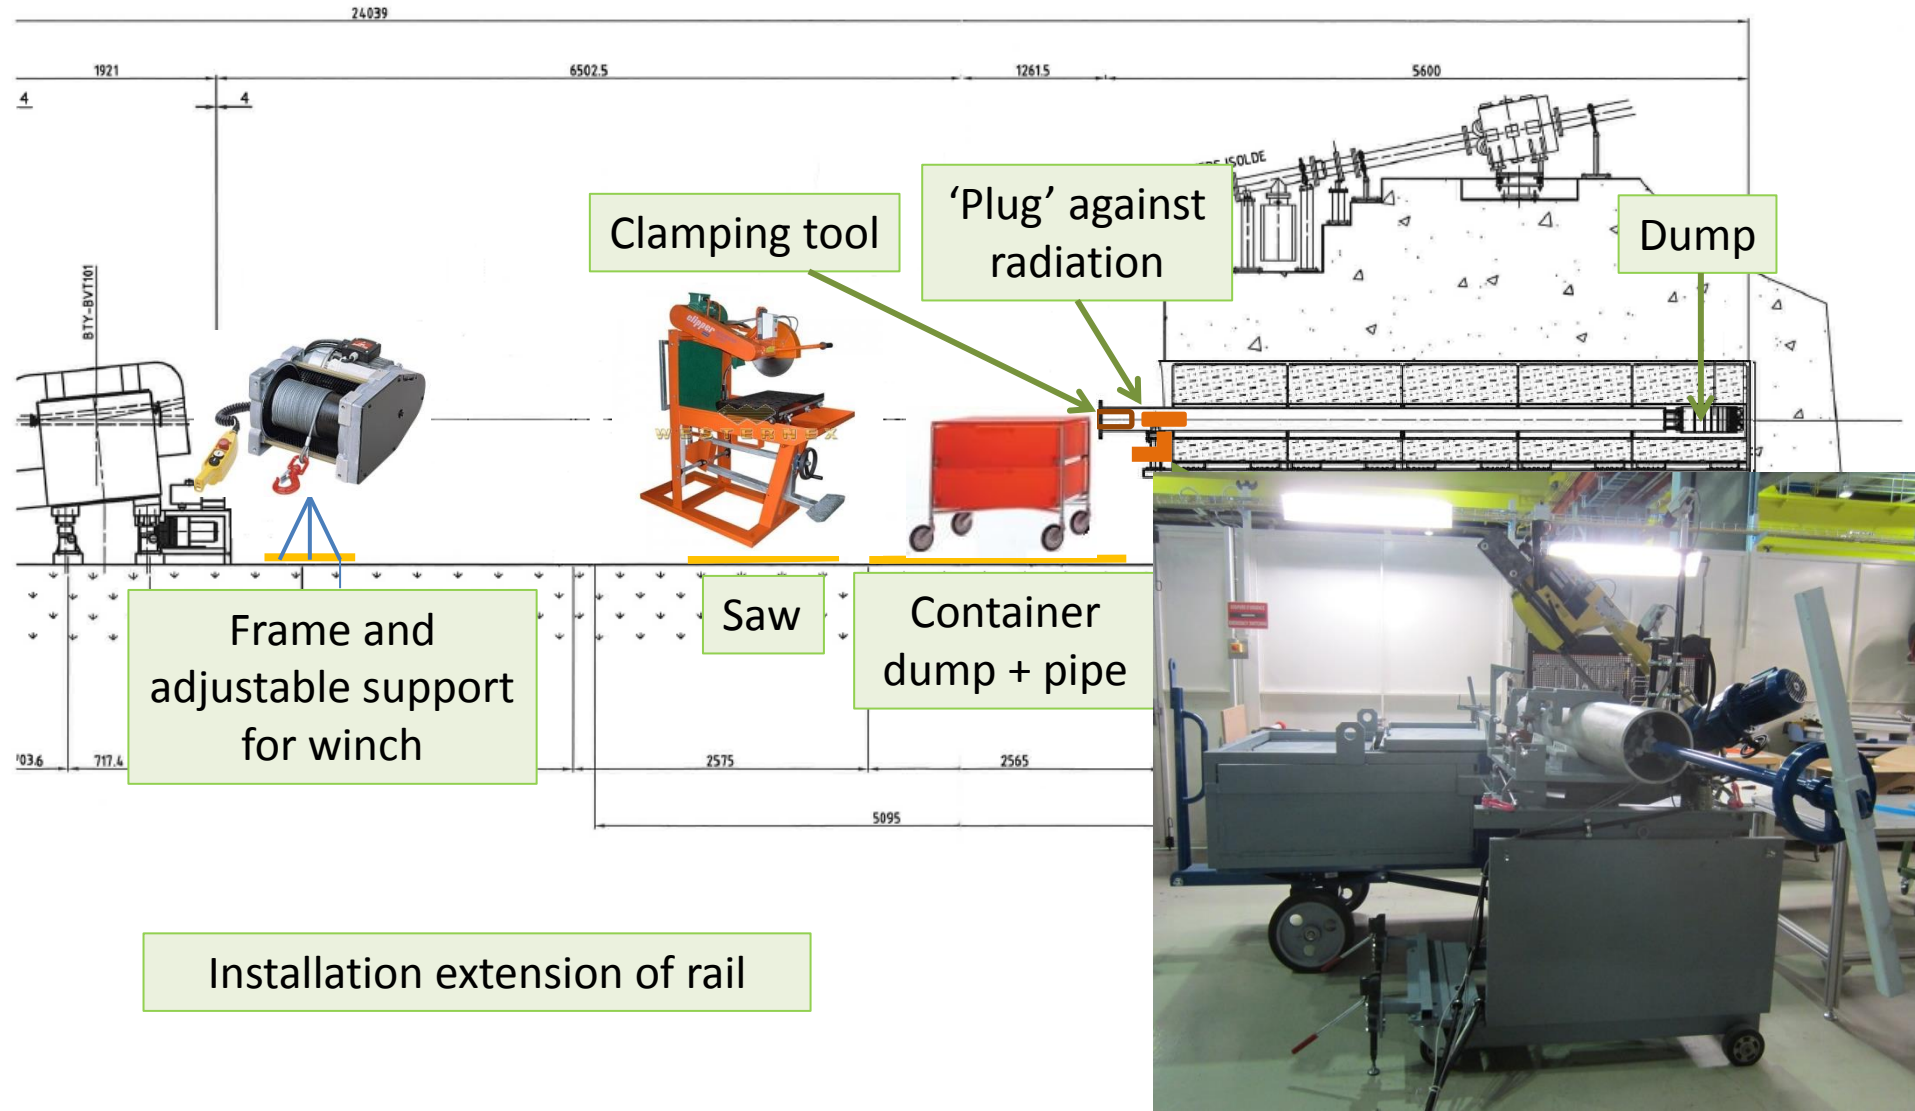 24039
1921
6502.5
1261.5
5600
4
4
ISOLDE
Clamping tool
‘Plug’ against
radiation
Dump
BTY-BVT101
clipper
WESTERNEX
Frame and
adjustable support
for winch
Saw
Container
dump + pipe
703.6
717.4
2575
2565
5095
Installation extension of rail